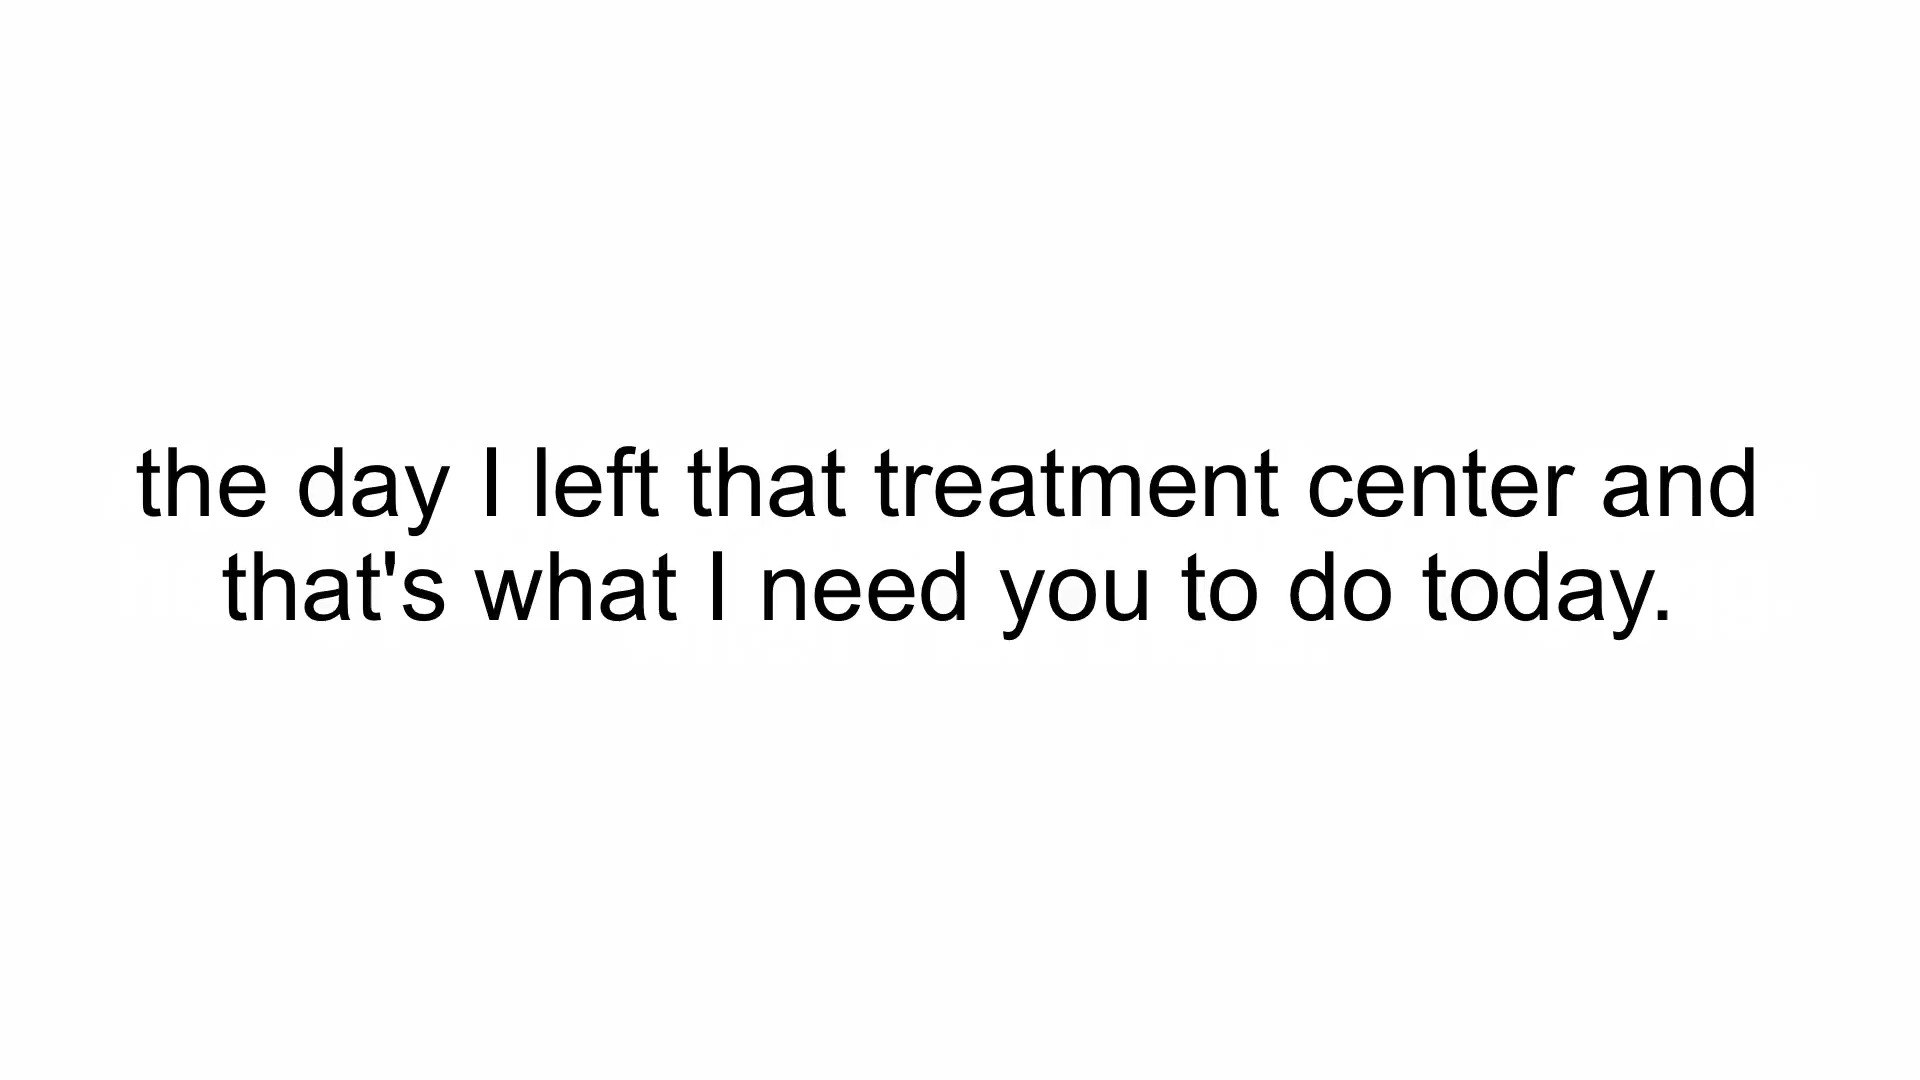 the day I left that treatment center and
that's what I need you to do today.